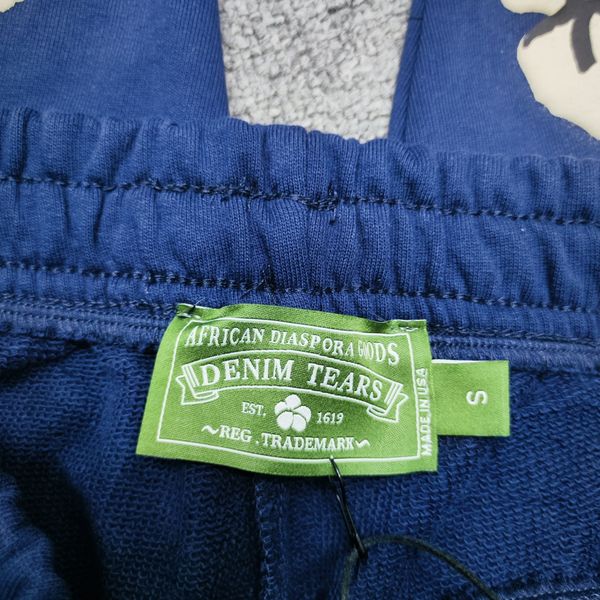 AFRICAN DIASPORA GOODS
DENIM TEARS
EST. 1619
~REG.TRADEMARK~
MADE IN USA
S